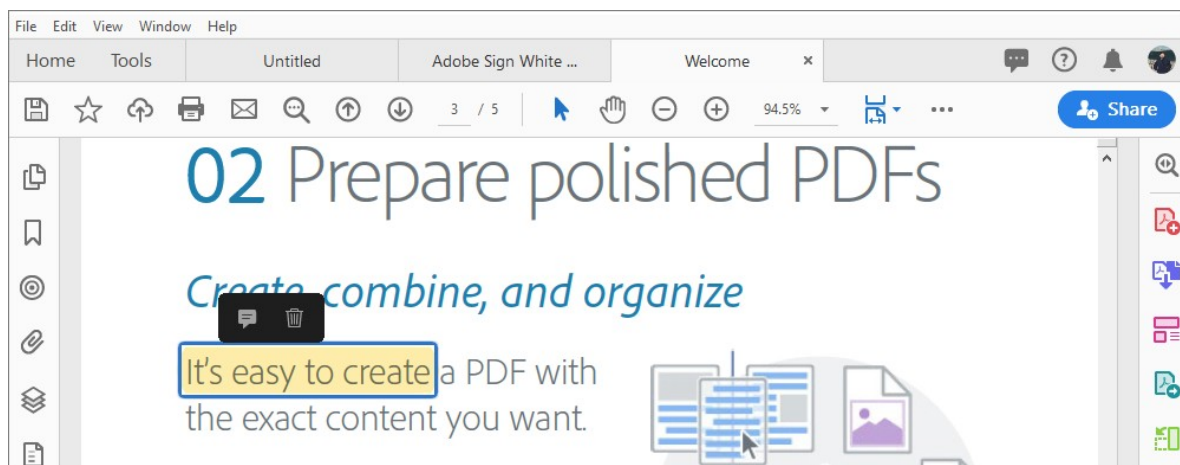 File Edit View Window Help
Home Tools Untitled Adobe Sign White ... Welcome ×
3 / 5 94.5% Share
02 Prepare polished PDFs
Create, combine, and organize
It's easy to create a PDF with
the exact content you want.